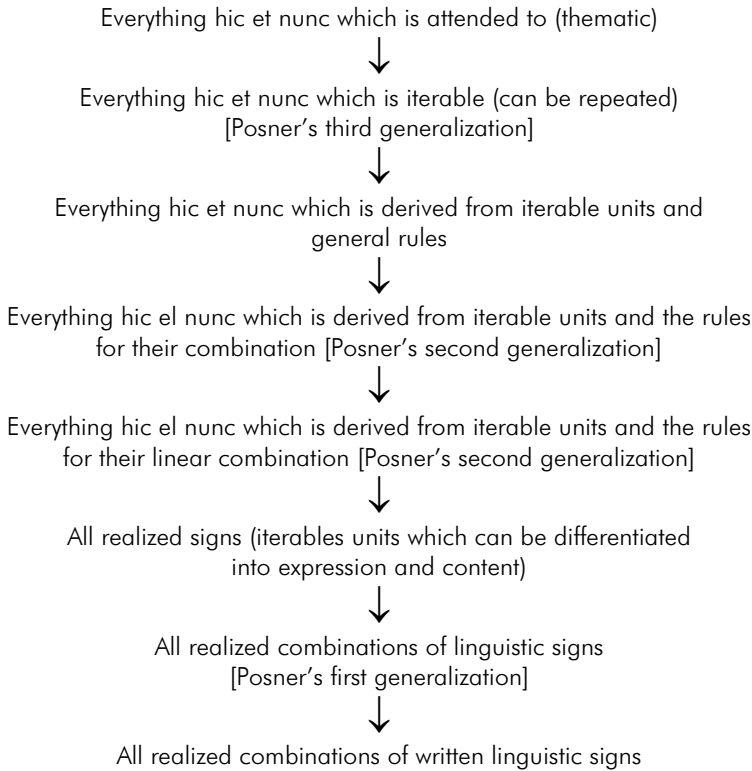 Everything hic et nunc which is attended to (thematic)
Everything hic et nunc which is iterable (can be repeated)
[Posner’s third generalization]
Everything hic et nunc which is derived from iterable units and
general rules
Everything hic el nunc which is derived from iterable units and the rules
for their combination [Posner’s second generalization]
Everything hic el nunc which is derived from iterable units and the rules
for their linear combination [Posner’s second generalization]
All realized signs (iterables units which can be differentiated
into expression and content)
All realized combinations of linguistic signs
[Posner’s first generalization]
All realized combinations of written linguistic signs